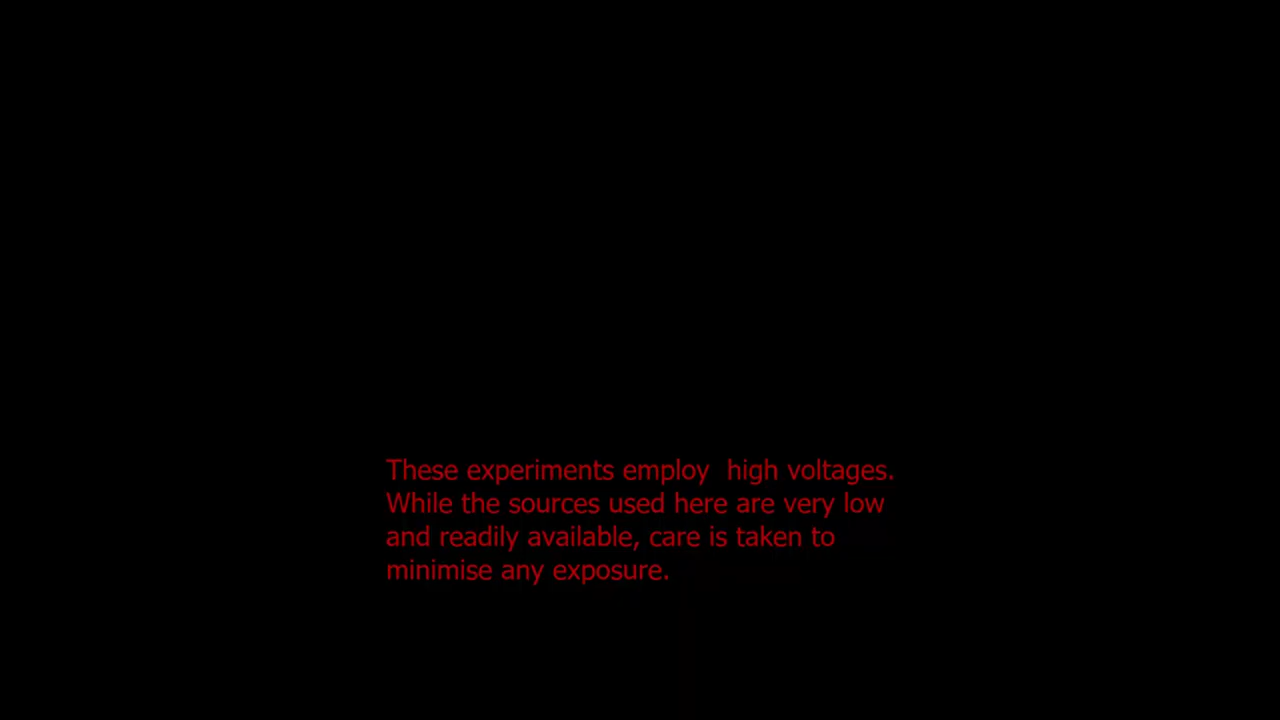 These experiments employ  high voltages.
While the sources used here are very low
and readily available, care is taken to
minimise any exposure.